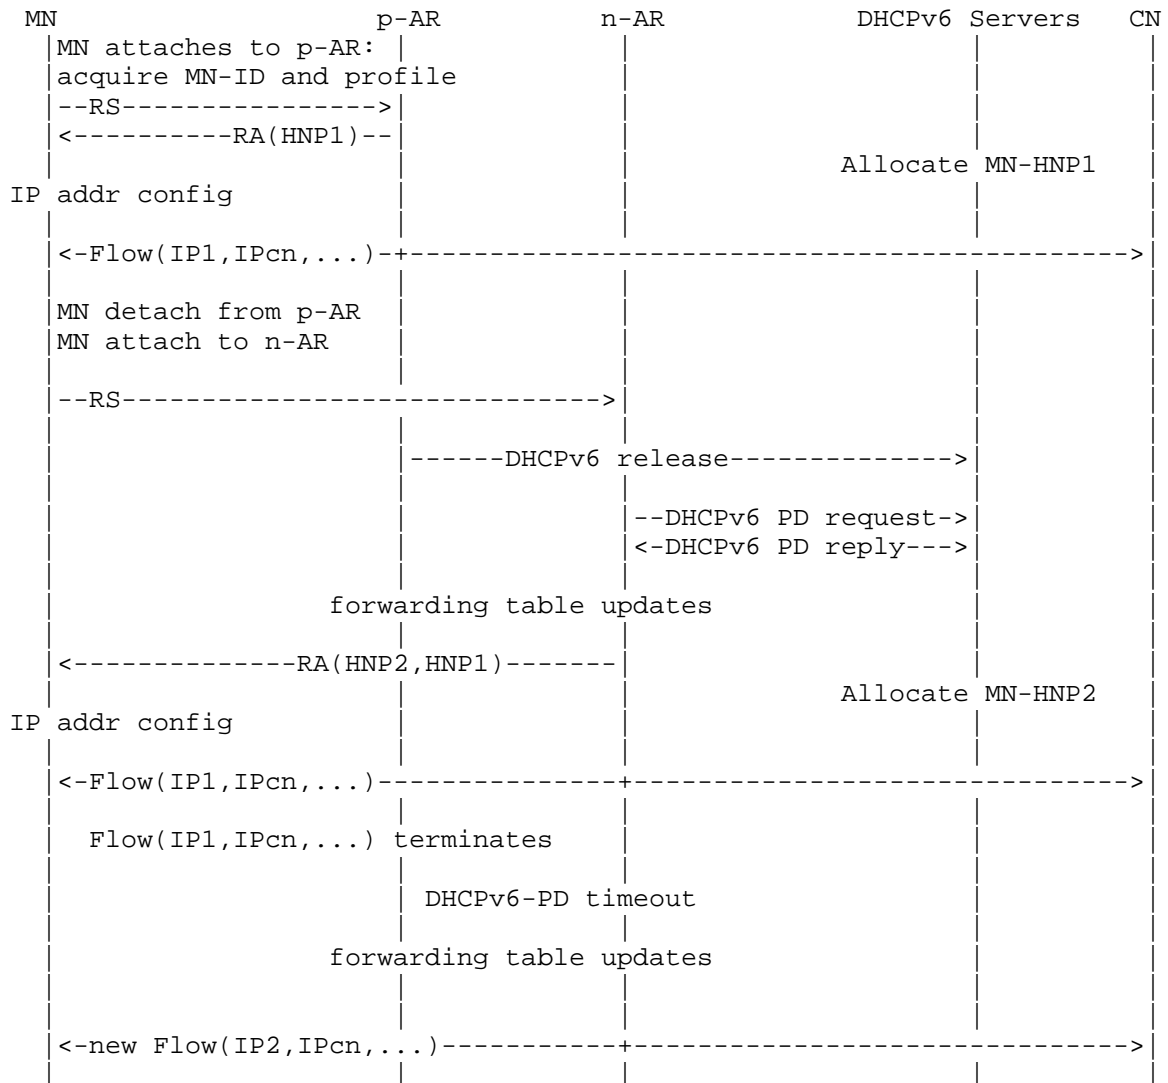 MN p-AR n-AR DHCPv6 Servers CN
|MN attaches to p-AR: | | | |
|acquire MN-ID and profile | | |
|--RS---------------->| | | |
|<----------RA(HNP1)--| | | |
| | | Allocate MN-HNP1 |
IP addr config | | | |
| | | | |
|<-Flow(IP1,IPcn,...)-+---------------------------------------------->|
| | | | |
|MN detach from p-AR | | | |
|MN attach to n-AR | | | |
| | | | |
|--RS------------------------------>| | |
| | | | |
| |------DHCPv6 release-------------->| |
| | | | |
| | |--DHCPv6 PD request->| |
| | |<-DHCPv6 PD reply--->| |
| | | | |
| forwarding table updates | |
| | | | |
|<--------------RA(HNP2,HNP1)-------| | |
| | | Allocate MN-HNP2 |
IP addr config | | | |
| | | | |
|<-Flow(IP1,IPcn,...)---------------+-------------------------------->|
| | | | |
| Flow(IP1,IPcn,...) terminates | | |
| | | | |
| | DHCPv6-PD timeout | |
| | | | |
| forwarding table updates | |
| | | | |
| | | | |
|<-new Flow(IP2,IPcn,...)-----------+-------------------------------->|
| | | | |